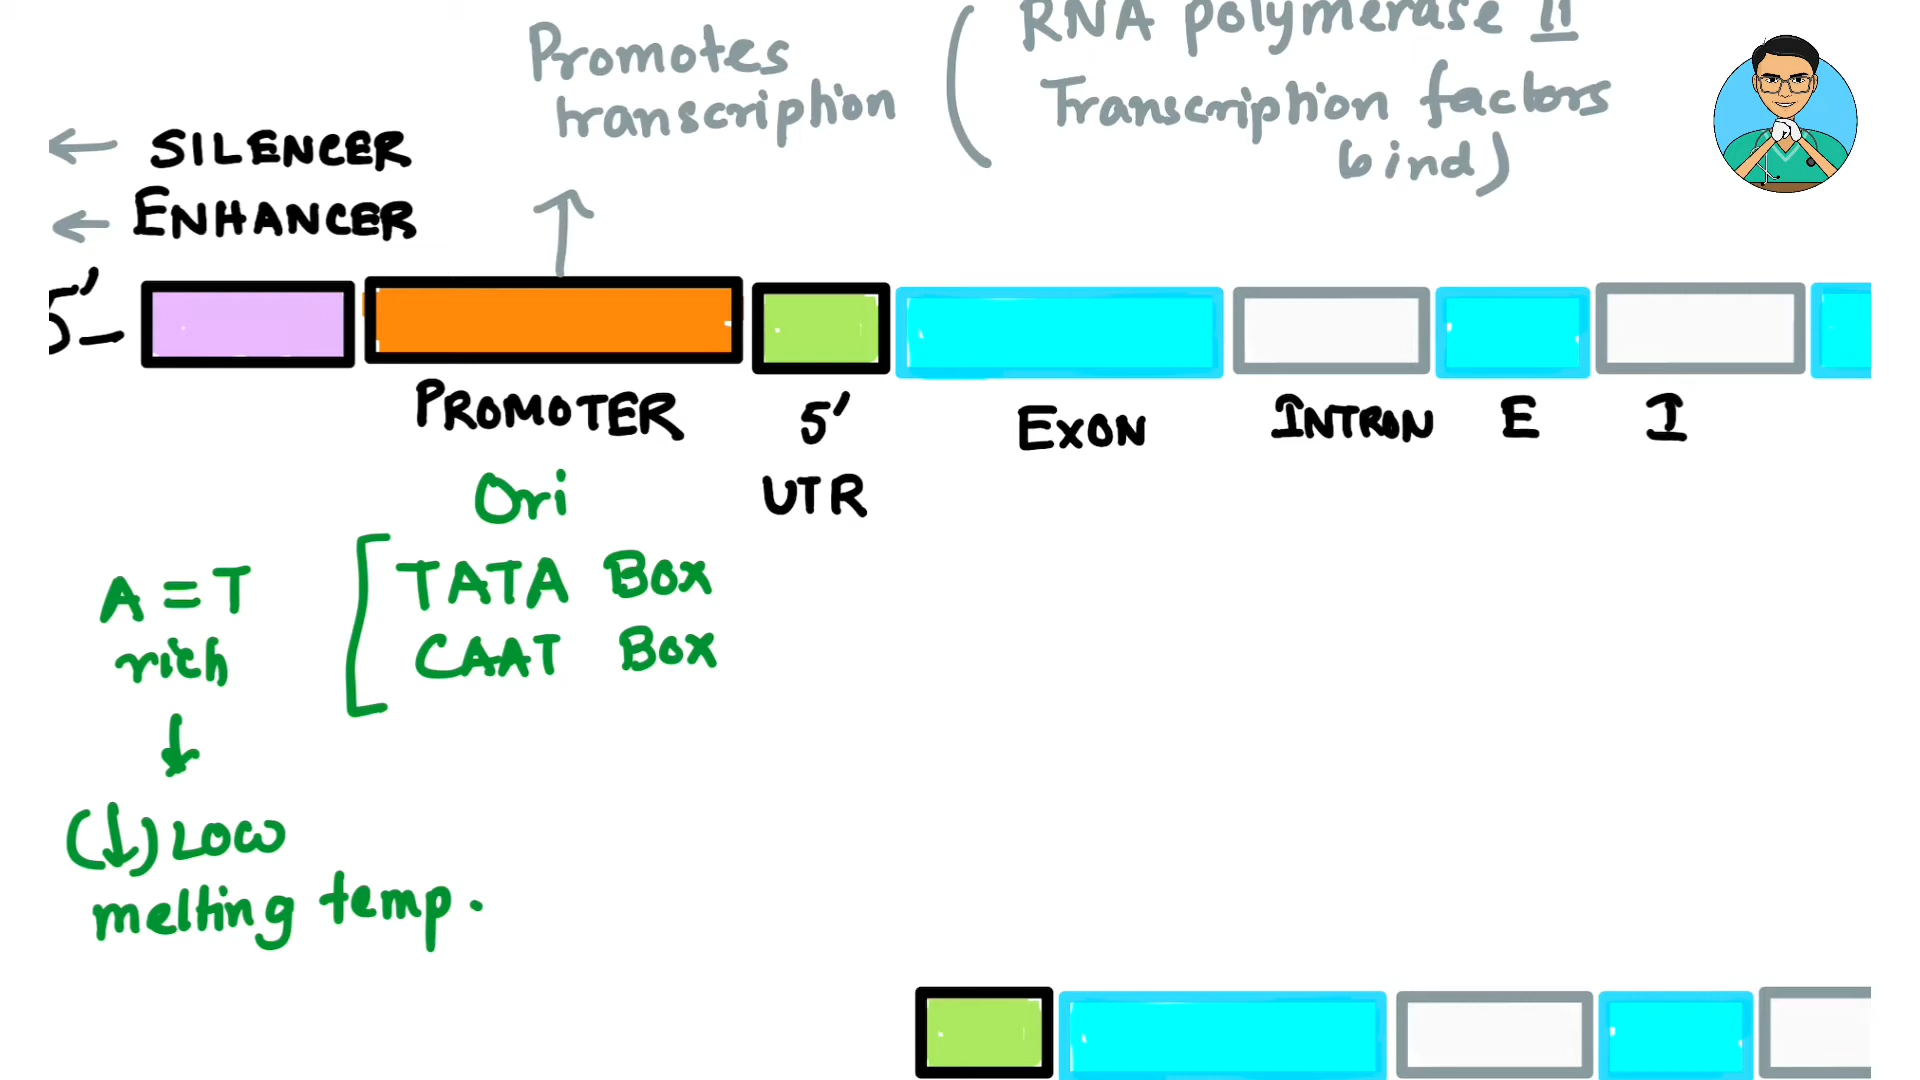 Promotes
transcription
( RNA polymerase II
Transcription factors
bind)
← SILENCER
← ENHANCER
5'–
PROMOTER
5'
UTR
EXON
INTRON
E
I
Ori
TATA BOX
CAAT BOX
A = T
rich
↓
(↓) Low
melting temp.